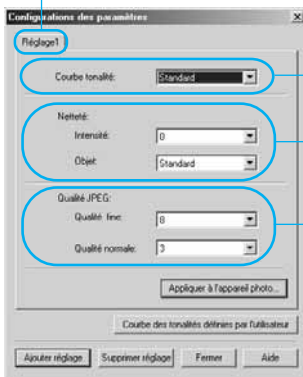 Configurations des paramètres
Réglage1
Courbe tonalité: Standard
Netteté:
Intensité: 0
Objet: Standard
Qualité JPEG:
Qualité fine: 8
Qualité normale: 3
Appliquer à l'appareil photo...
Courbe des tonalités définies par l'utilisateur
Ajouter réglage Supprimer réglage Fermer Aide